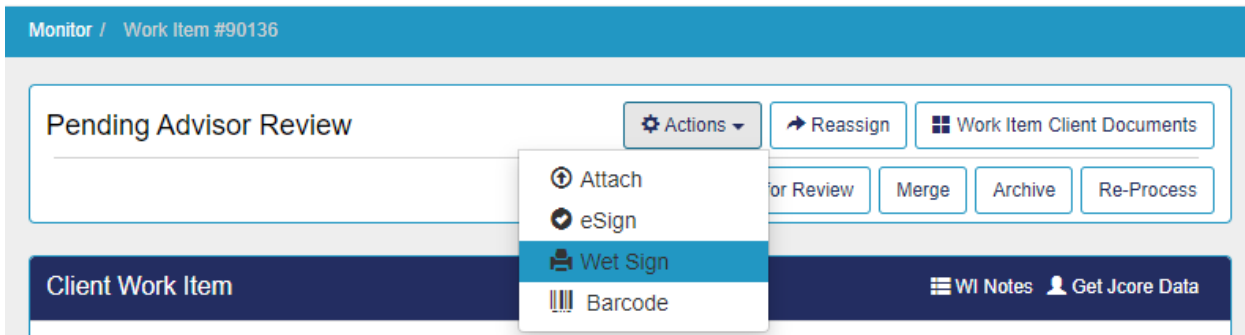 Monitor / Work Item #90136
Pending Advisor Review
Actions
Reassign
Work Item Client Documents
for Review
Merge
Archive
Re-Process
Attach
eSign
Wet Sign
Barcode
Client Work Item
WI Notes
Get Jcore Data